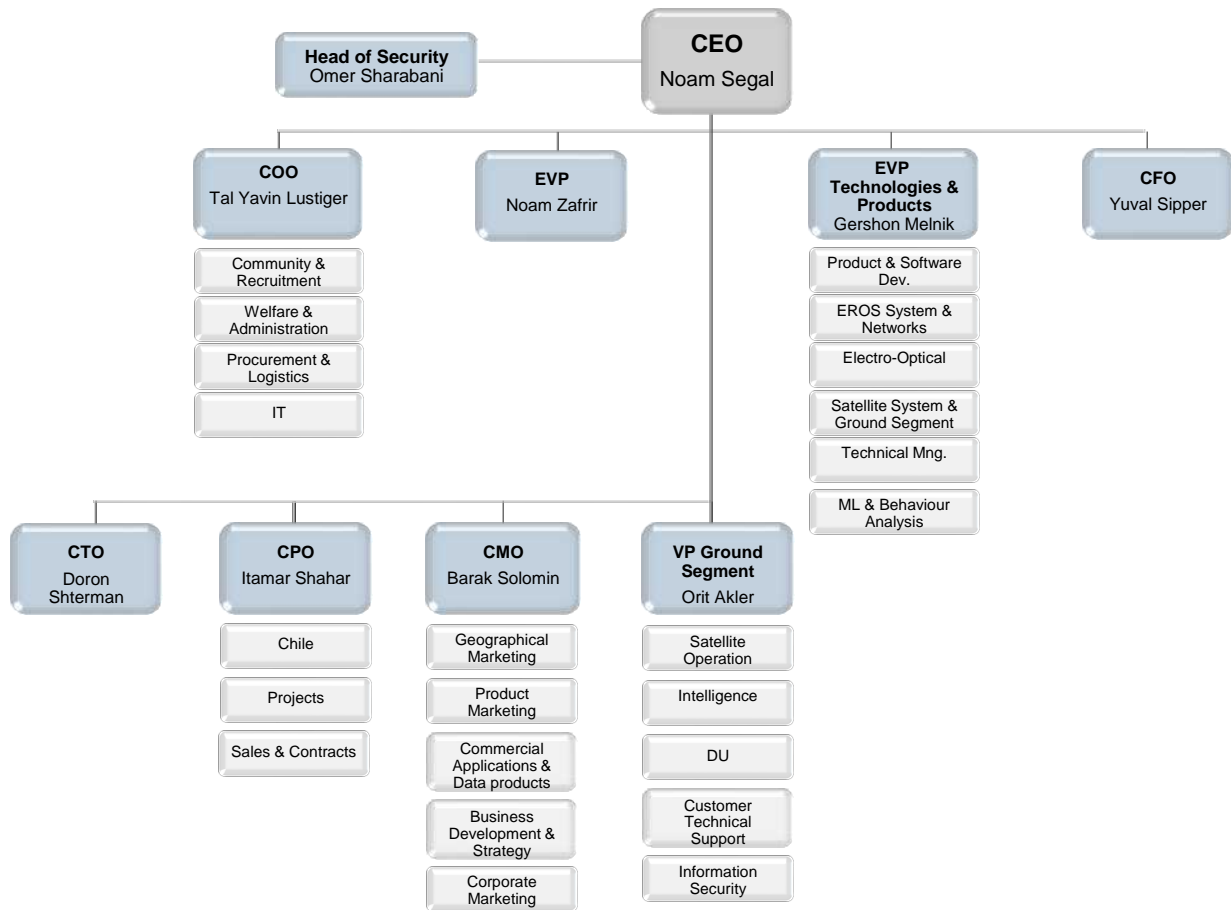 CEO
Noam Segal
Head of Security
Omer Sharabani
COO
Tal Yavin Lustiger
Community &
Recruitment
Welfare &
Administration
Procurement &
Logistics
IT
EVP
Noam Zafrir
EVP
Technologies &
Products
Gershon Melnik
Product & Software
Dev.
EROS System &
Networks
Electro-Optical
Satellite System &
Ground Segment
Technical Mng.
ML & Behaviour
Analysis
CFO
Yuval Sipper
CTO
Doron
Shterman
CPO
Itamar Shahar
Chile
Projects
Sales & Contracts
CMO
Barak Solomin
Geographical
Marketing
Product
Marketing
Commercial
Applications &
Data products
Business
Development &
Strategy
Corporate
Marketing
VP Ground
Segment
Orit Akler
Satellite
Operation
Intelligence
DU
Customer
Technical
Support
Information
Security